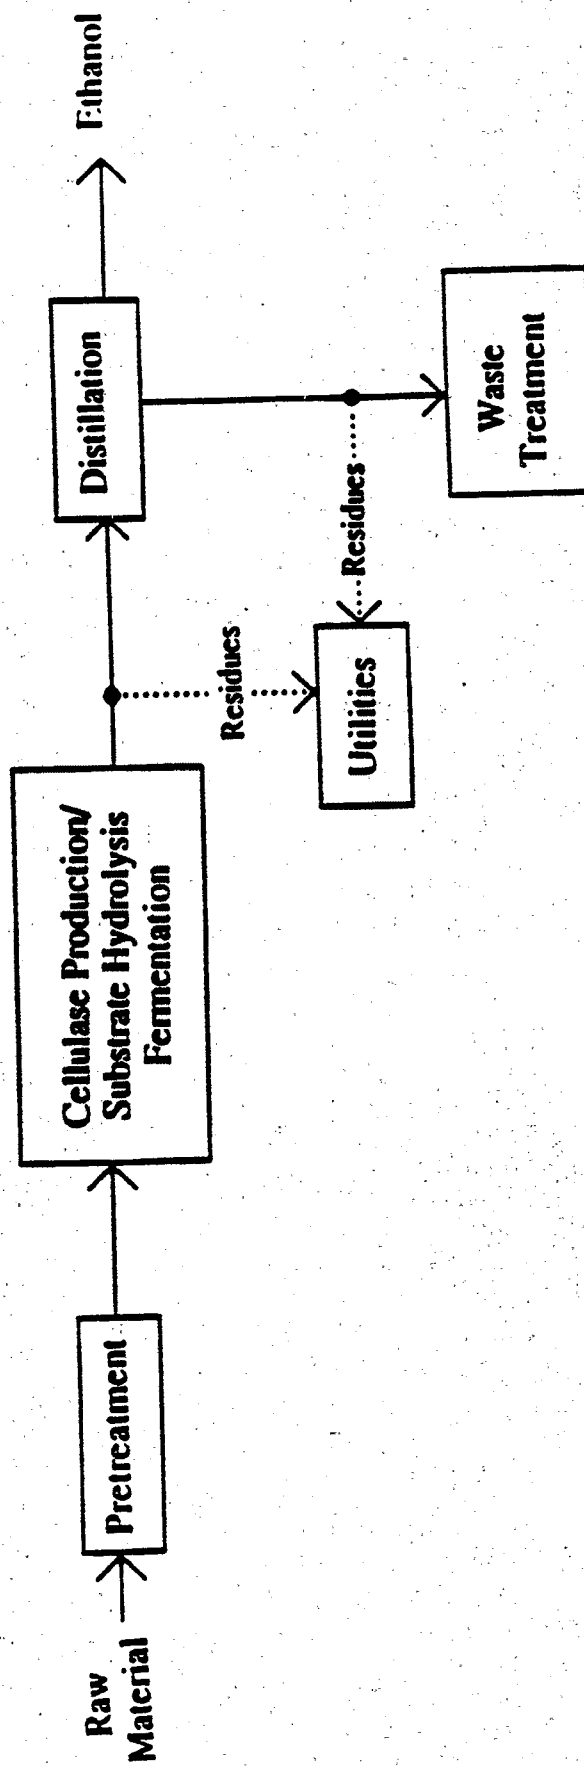 Raw
Material
Pretreatment
Cellulase Production/
Substrate Hydrolysis
Fermentation
Residues
Utilities
Residues
Distillation
Ethanol
Waste
Treatment